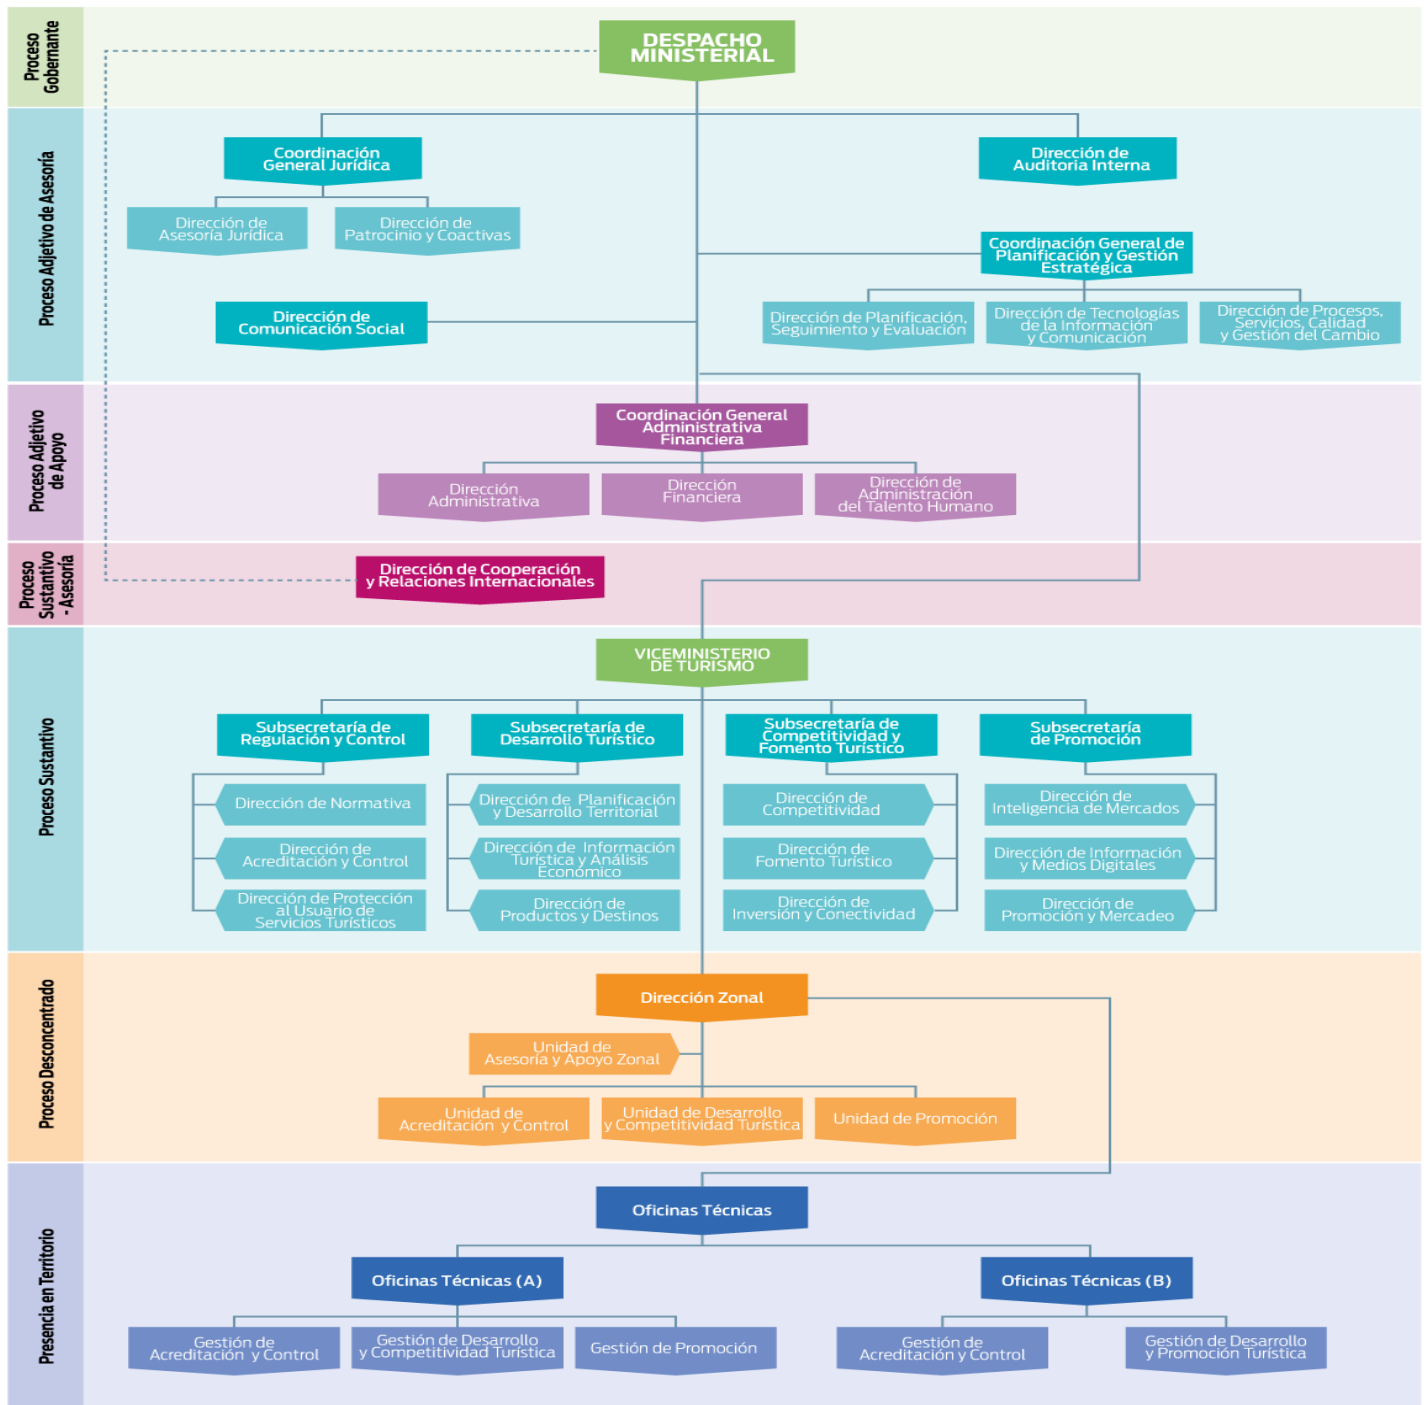 Proceso
Gobernante
DESPACHO
MINISTERIAL
Proceso Adjetivo de Asesoría
Coordinación
General Jurídica
Dirección de
Auditoria Interna
Dirección de
Asesoría Jurídica
Dirección de
Patrocinio y Coactivas
Coordinación General de
Planificación y Gestión
Estratégica
Dirección de
Comunicación Social
Dirección de Planificación,
Seguimiento y Evaluación
Dirección de Tecnologías
de la Información
y Comunicación
Dirección de Procesos,
Servicios, Calidad
y Gestión del Cambio
Proceso Adjetivo
de Apoyo
Coordinación General
Administrativa
Financiera
Dirección
Administrativa
Dirección
Financiera
Dirección de
Administración
del Talento Humano
Proceso
Sustantivo
- Asesoría
Dirección de Cooperación
y Relaciones Internacionales
Proceso Sustantivo
VICEMINISTERIO
DE TURISMO
Subsecretaría de
Regulación y Control
Subsecretaría de
Desarrollo Turístico
Subsecretaría de
Competitividad y
Fomento Turístico
Subsecretaría
de Promoción
Dirección de Normativa
Dirección de Planificación
y Desarrollo Territorial
Dirección de
Competitividad
Dirección de
Inteligencia de Mercados
Dirección de
Acreditación y Control
Dirección de Información
Turística y Análisis
Económico
Dirección de
Fomento Turístico
Dirección de Información
y Medios Digitales
Dirección de Protección
al Usuario de
Servicios Turísticos
Dirección de
Productos y Destinos
Dirección de
Inversión y Conectividad
Dirección de
Promoción y Mercadeo
Proceso Desconcentrado
Dirección Zonal
Unidad de
Asesoría y Apoyo Zonal
Unidad de
Acreditación y Control
Unidad de Desarrollo
y Competitividad Turística
Unidad de Promoción
Presencia en Territorio
Oficinas Técnicas
Oficinas Técnicas (A)
Oficinas Técnicas (B)
Gestión de
Acreditación y Control
Gestión de Desarrollo
y Competitividad Turística
Gestión de Promoción
Gestión de
Acreditación y Control
Gestión de Desarrollo
y Promoción Turística